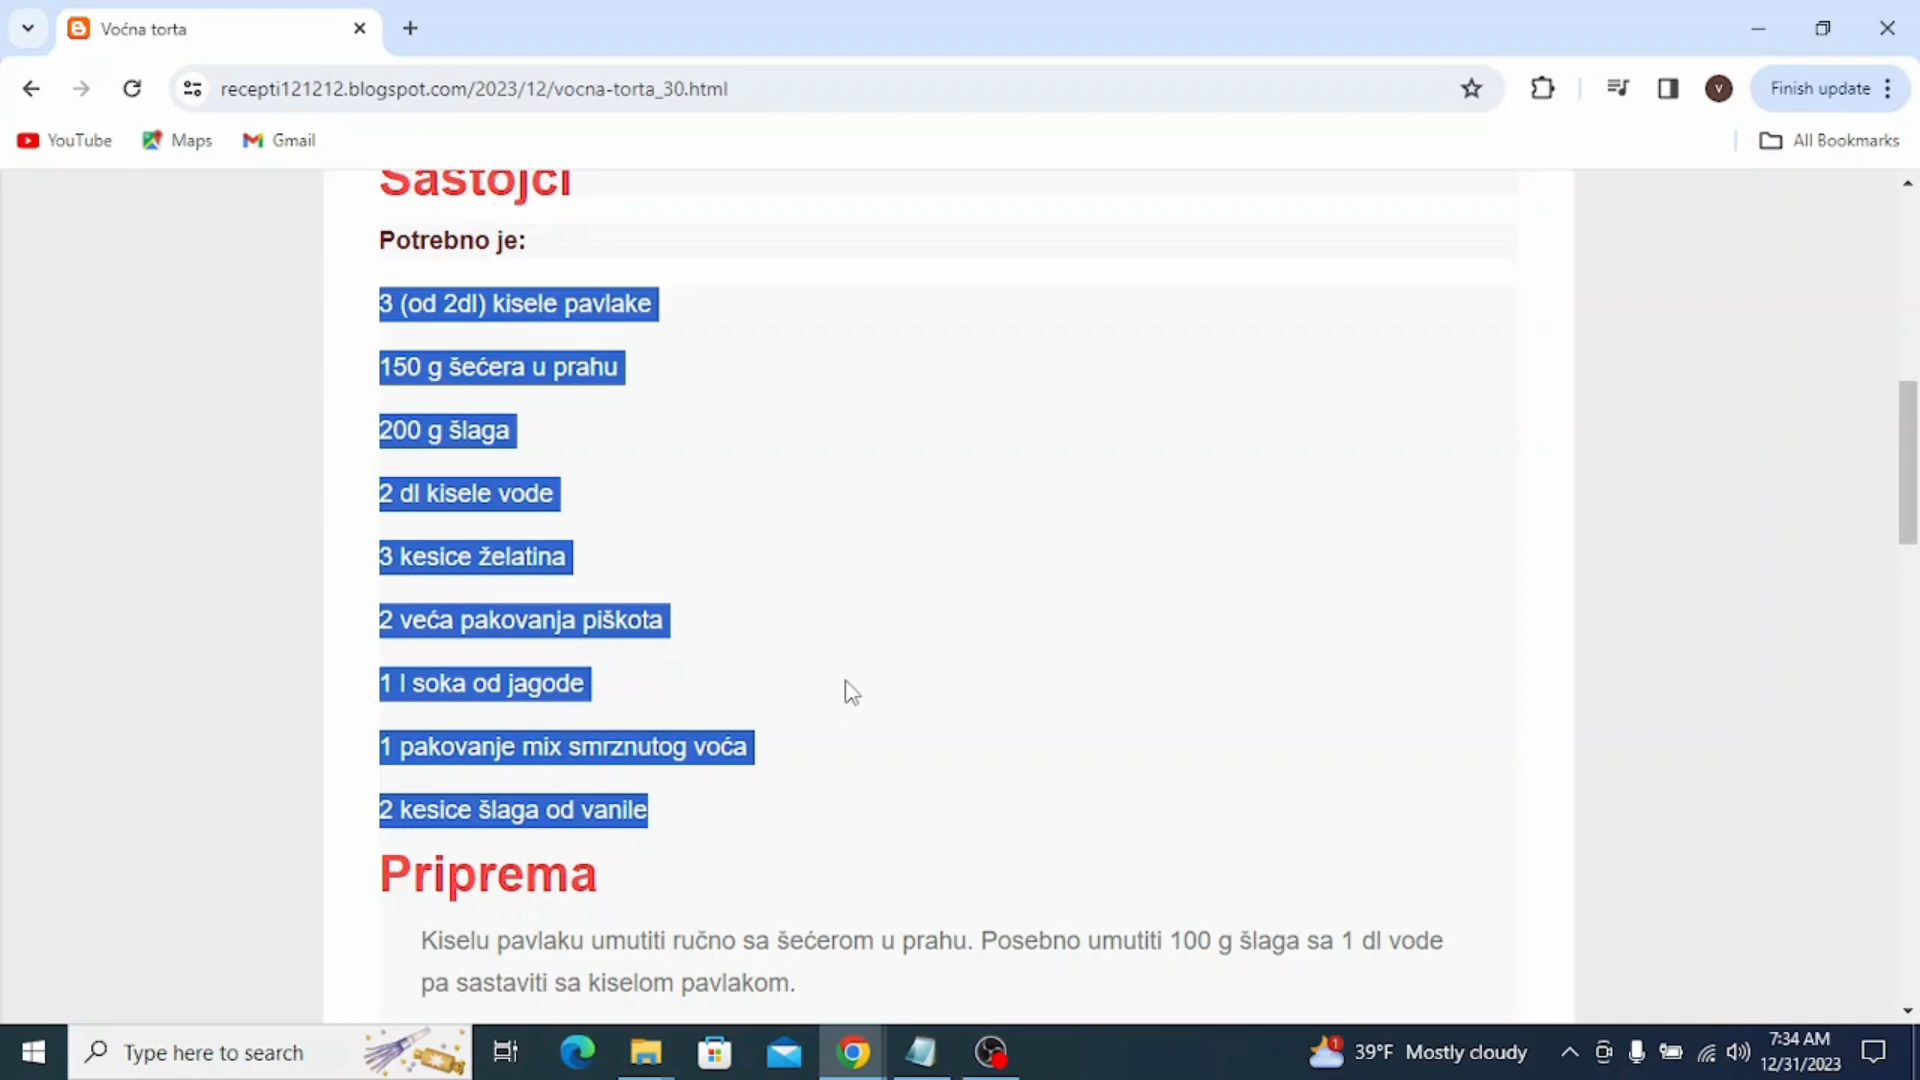 Voćna torta
recepti121212.blogspot.com/2023/12/vocna-torta_30.html
V
Finish update
YouTube
Maps
Gmail
All Bookmarks
Sastojci
Potrebno je:
3 (od 2dl) kisele pavlake
150 g šećera u prahu
200 g šlaga
2 dl kisele vode
3 kesice želatina
2 veća pakovanja piškota
1 l soka od jagode
1 pakovanje mix smrznutog voća
2 kesice šlaga od vanile
Priprema
Kiselu pavlaku umutiti ručno sa šećerom u prahu. Posebno umutiti 100 g šlaga sa 1 dl vode
pa sastaviti sa kiselom pavlakom.
Type here to search
1
39°F Mostly cloudy
7:34 AM
12/31/2023